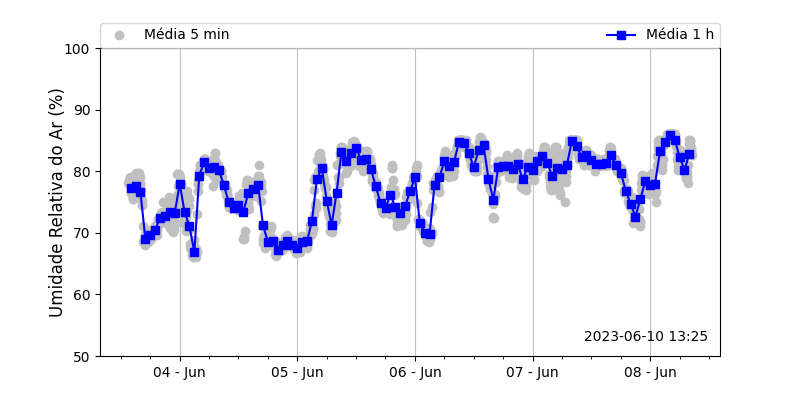 Média 5 min
Média 1 h
Umidade Relativa do Ar (%)
100
90
80
70
60
50
2023-06-10 13:25
04 - Jun
05 - Jun
06 - Jun
07 - Jun
08 - Jun